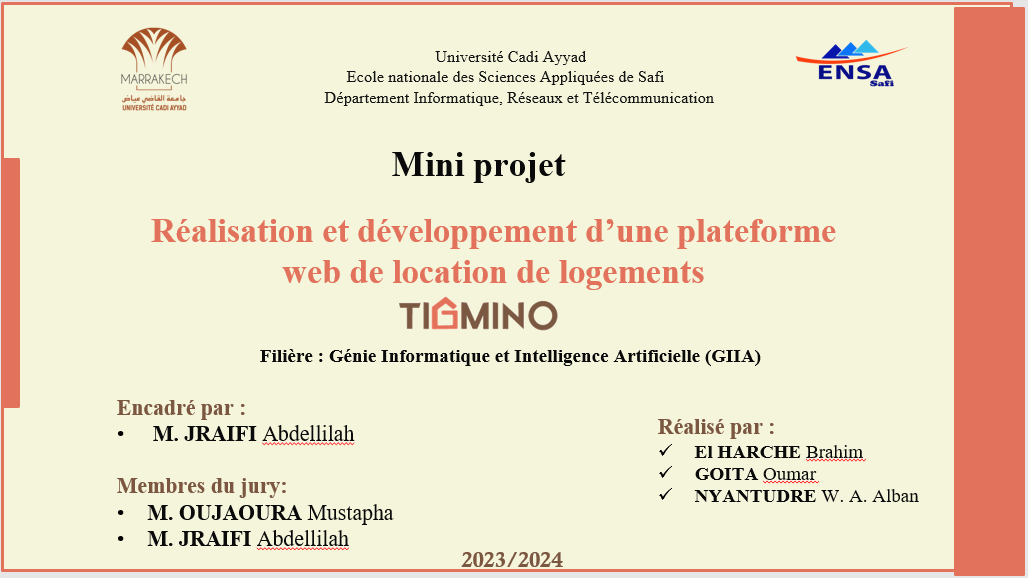 MARRAKECH
جامعة القاضي عياض
UNIVERSITÉ CADI AYYAD
Université Cadi Ayyad
Ecole nationale des Sciences Appliquées de Safi
Département Informatique, Réseaux et Télécommunication
ENSA
Safi
Mini projet
Réalisation et développement d’une plateforme
web de location de logements
TIGMINO
Filière : Génie Informatique et Intelligence Artificielle (GIIA)
Encadré par :
• M. JRAIFI Abdellilah
Membres du jury:
• M. OUJAOURA Mustapha
• M. JRAIFI Abdellilah
Réalisé par :
✓ El HARCHE Brahim
✓ GOITA Oumar
✓ NYANTUDRE W. A. Alban
2023/2024